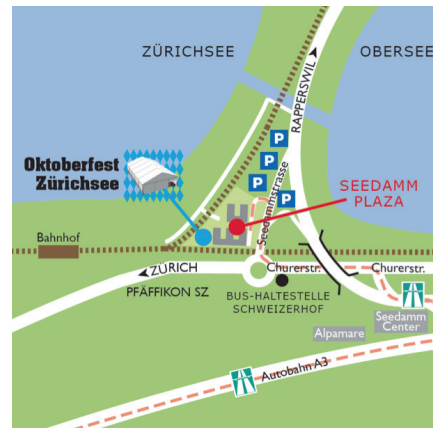 ZÜRICHSEE
OBERSEE
RAPPERSWIL
P
P
P
P
P
Oktoberfest
Zürichsee
SEEDAMM
PLAZA
Seedammstrasse
Bahnhof
ZÜRICH
Churerstr.
Churerstr.
PFÄFFIKON SZ
BUS-HALTESTELLE
SCHWEIZERHOF
Seedamm
Center
Alpamare
Autobahn A3